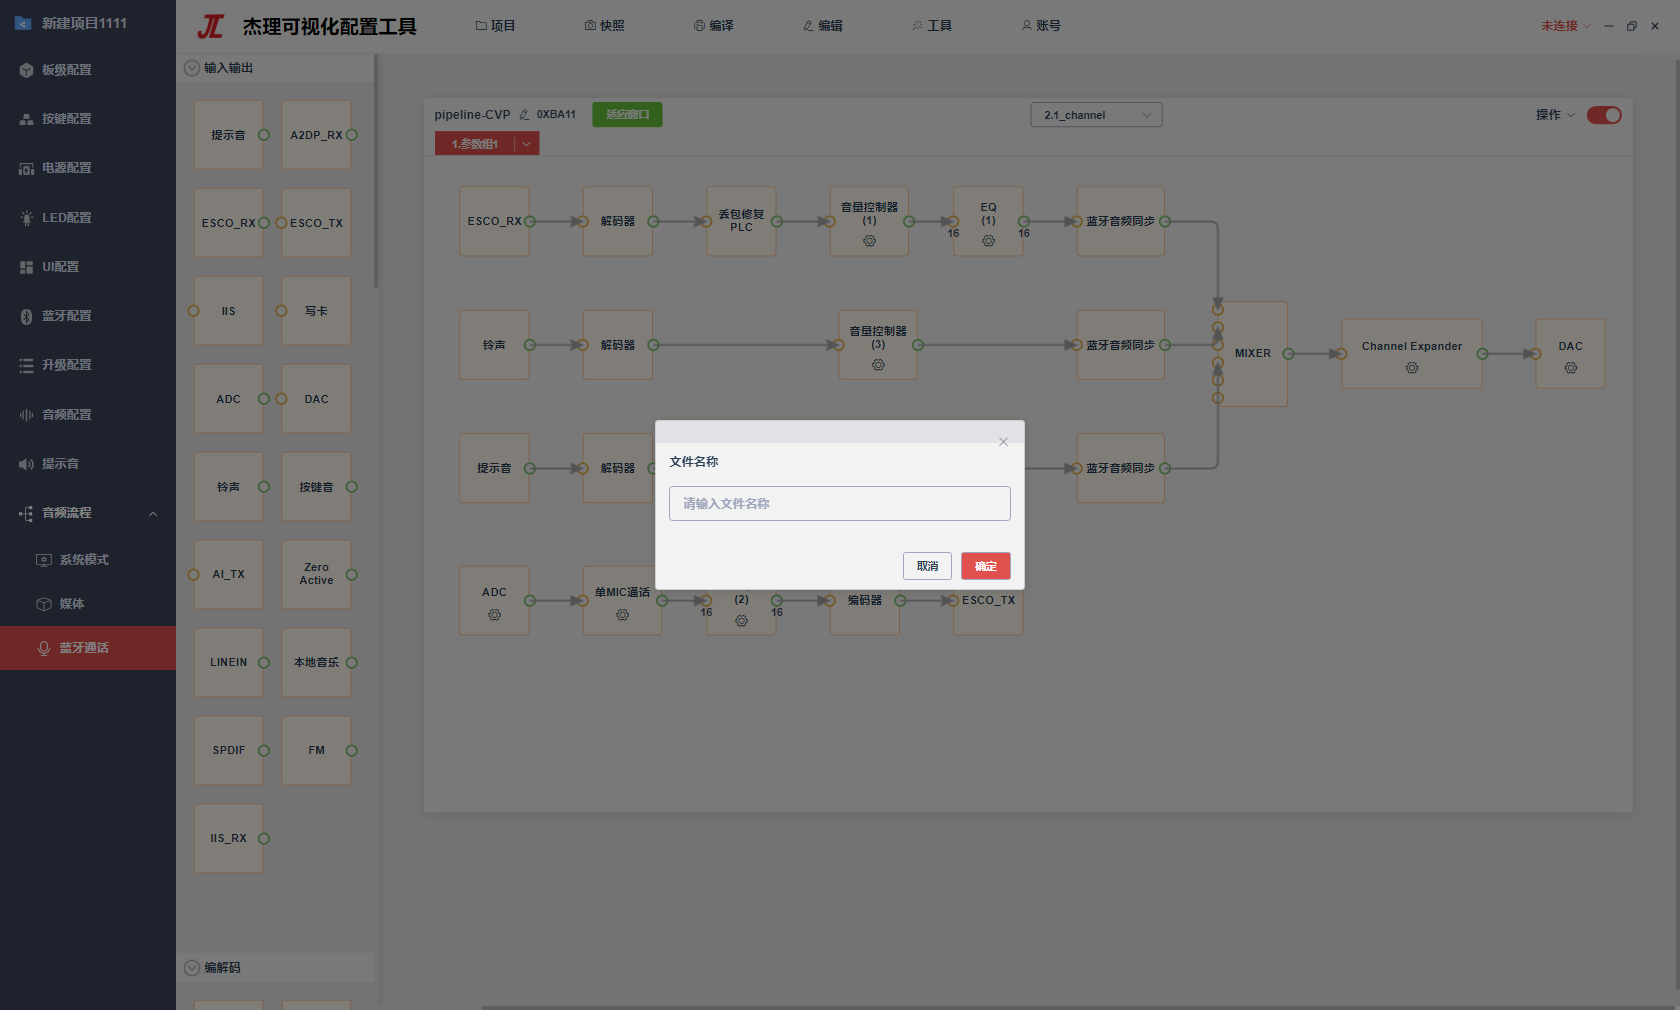 新建项目1111
杰理可视化配置工具
项目
快照
编译
编辑
工具
账号
未连接
板级配置
按键配置
电源配置
LED配置
UI配置
蓝牙配置
升级配置
音频配置
提示音
音频流程
系统模式
媒体
蓝牙通话
输入输出
提示音
A2DP_RX
ESCO_RX
ESCO_TX
IIS
写卡
ADC
DAC
铃声
按键音
AI_TX
Zero
Active
LINEIN
本地音乐
SPDIF
FM
IIS_RX
编解码
pipeline-CVP
0XBA11
适应窗口
2.1_channel
操作
1.参数组1
ESCO_RX
解码器
丢包修复
PLC
音量控制器
(1)
EQ
(1)
16
16
蓝牙音频同步
铃声
解码器
音量控制器
(3)
蓝牙音频同步
MIXER
Channel Expander
DAC
提示音
解码器
蓝牙音频同步
文件名称
请输入文件名称
取消
确定
ADC
单MIC通话
(2)
16
16
编码器
ESCO_TX